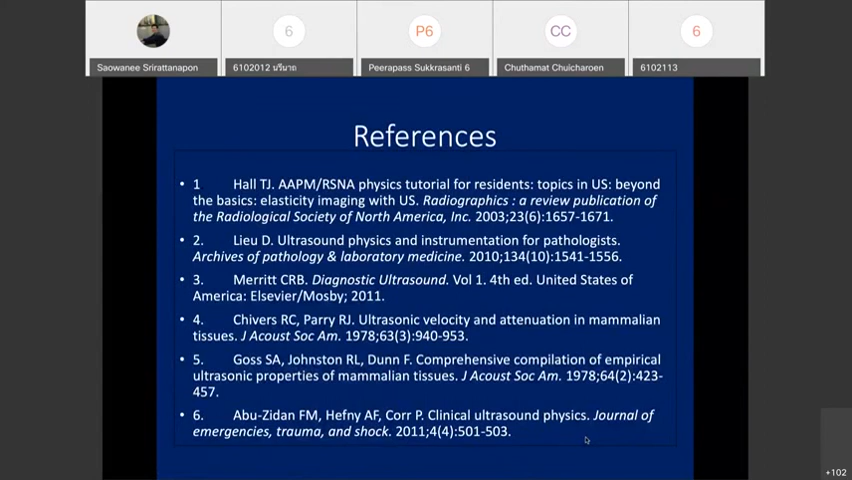 6
P6
CC
6
Saowanee Srirattanapon
6102012 นรีนาถ
Peerapass Sukkrasanti 6
Chuthamat Chuicharoen
6102113
References
• 1 Hall TJ. AAPM/RSNA physics tutorial for residents: topics in US: beyond
the basics: elasticity imaging with US. Radiographics : a review publication of
the Radiological Society of North America, Inc. 2003;23(6):1657-1671.
• 2. Lieu D. Ultrasound physics and instrumentation for pathologists.
Archives of pathology & laboratory medicine. 2010;134(10):1541-1556.
• 3. Merritt CRB. Diagnostic Ultrasound. Vol 1. 4th ed. United States of
America: Elsevier/Mosby; 2011.
• 4. Chivers RC, Parry RJ. Ultrasonic velocity and attenuation in mammalian
tissues. J Acoust Soc Am. 1978;63(3):940-953.
• 5. Goss SA, Johnston RL, Dunn F. Comprehensive compilation of empirical
ultrasonic properties of mammalian tissues. J Acoust Soc Am. 1978;64(2):423-
457.
• 6. Abu-Zidan FM, Hefny AF, Corr P. Clinical ultrasound physics. Journal of
emergencies, trauma, and shock. 2011;4(4):501-503.
+102